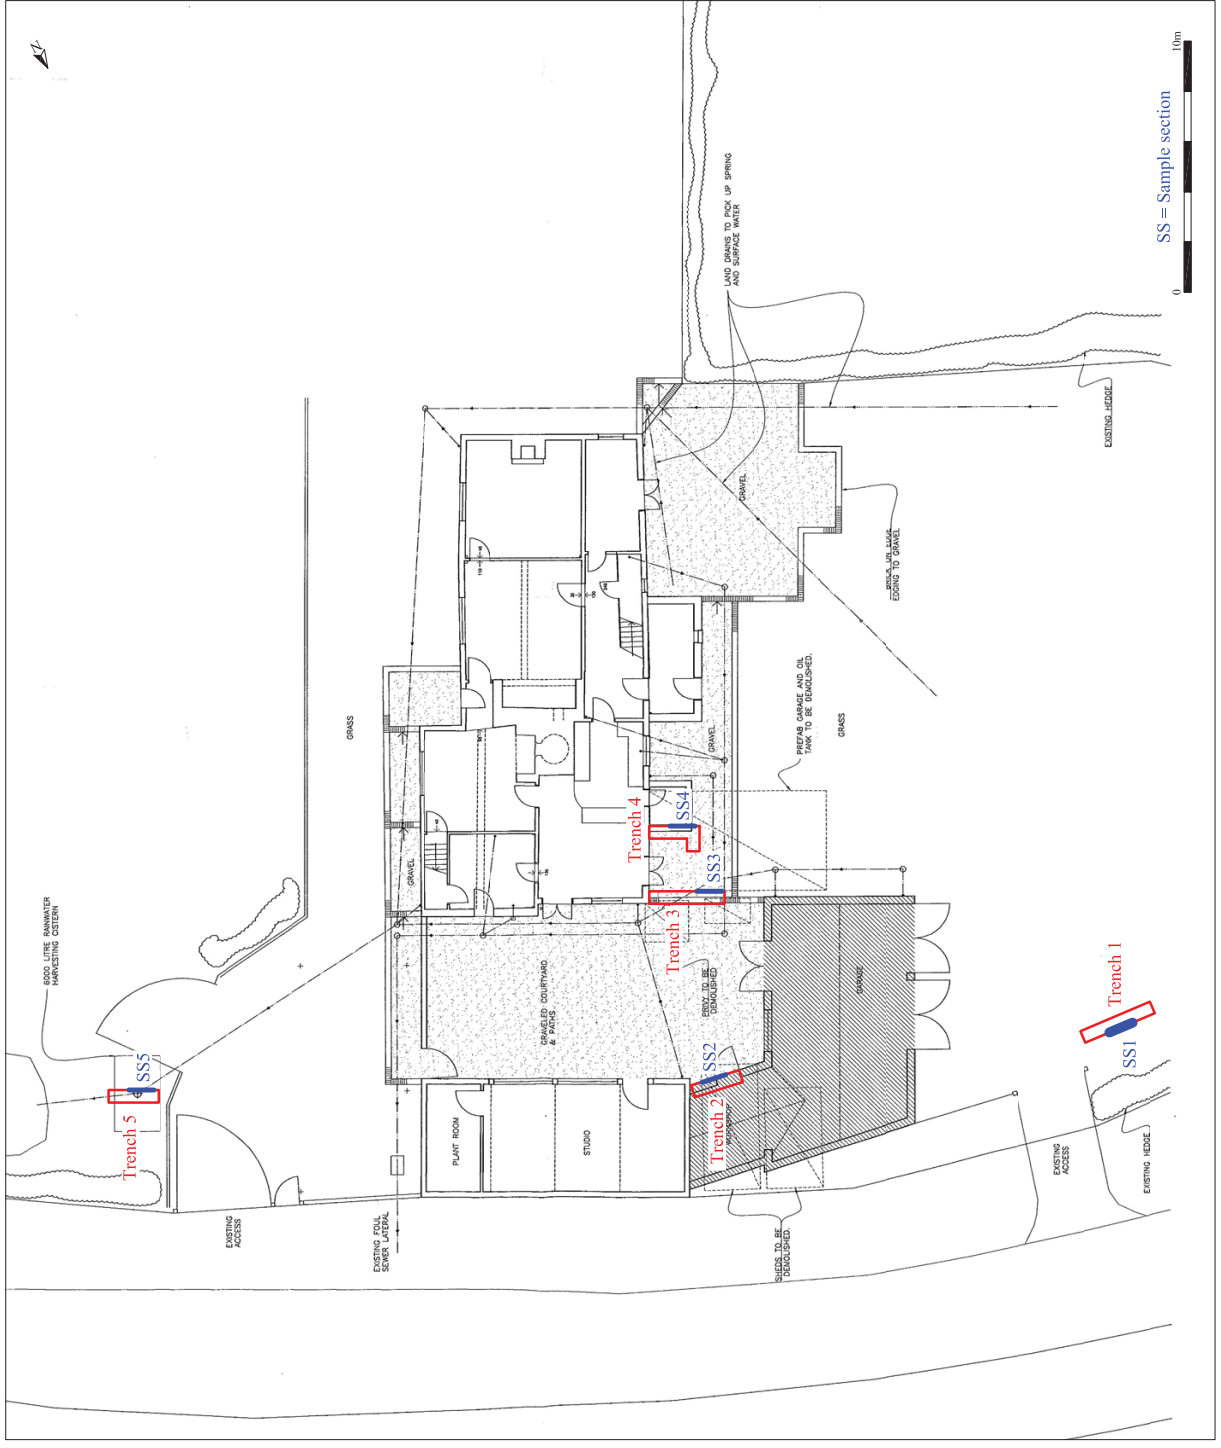 N
10m
0
SS = Sample section
LAND DRAINS TO PICK UP SPRING
AND SURFACE WATER
EXISTING HEDGE
GRAVEL
BRICK ON EDGE
EDGING TO GRAVEL
PREFAB GARAGE AND OIL
TANK TO BE DEMOLISHED.
GRASS
GRASS
GRAVEL
GRAVEL
Trench 4
SS4
SS3
Trench 3
PRIVY TO BE
DEMOLISHED
GARAGE
6000 LITRE RAINWATER
HARVESTING CISTERN
GRAVELED COURTYARD
& PATHS
Trench 1
SS1
SS2
Trench 2
WORKSHOP
SS5
Trench 5
PLANT ROOM
STUDIO
EXISTING
ACCESS
EXISTING HEDGE
EXISTING
ACCESS
EXISTING FOUL
SEWER LATERAL
SHEDS TO BE
DEMOLISHED.